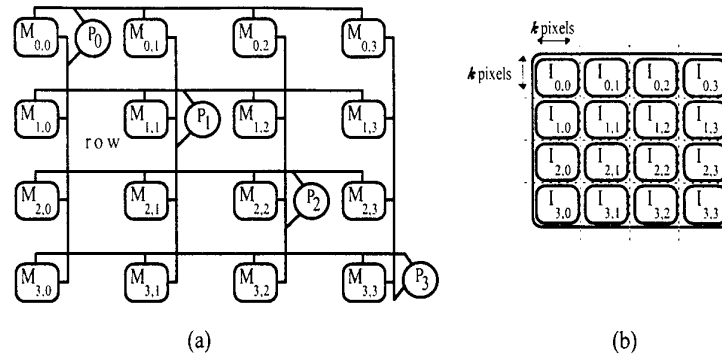 M0,0 P0 M0,1 M0,2 M0,3
M1,0 M1,1 P1 M1,2 M1,3
row
M2,0 M2,1 M2,2 P2 M2,3
M3,0 M3,1 M3,2 M3,3 P3
(a)
k pixels
k pixels
I0,0 I0,1 I0,2 I0,3
I1,0 I1,1 I1,2 I1,3
I2,0 I2,1 I2,2 I2,3
I3,0 I3,1 I3,2 I3,3
(b)